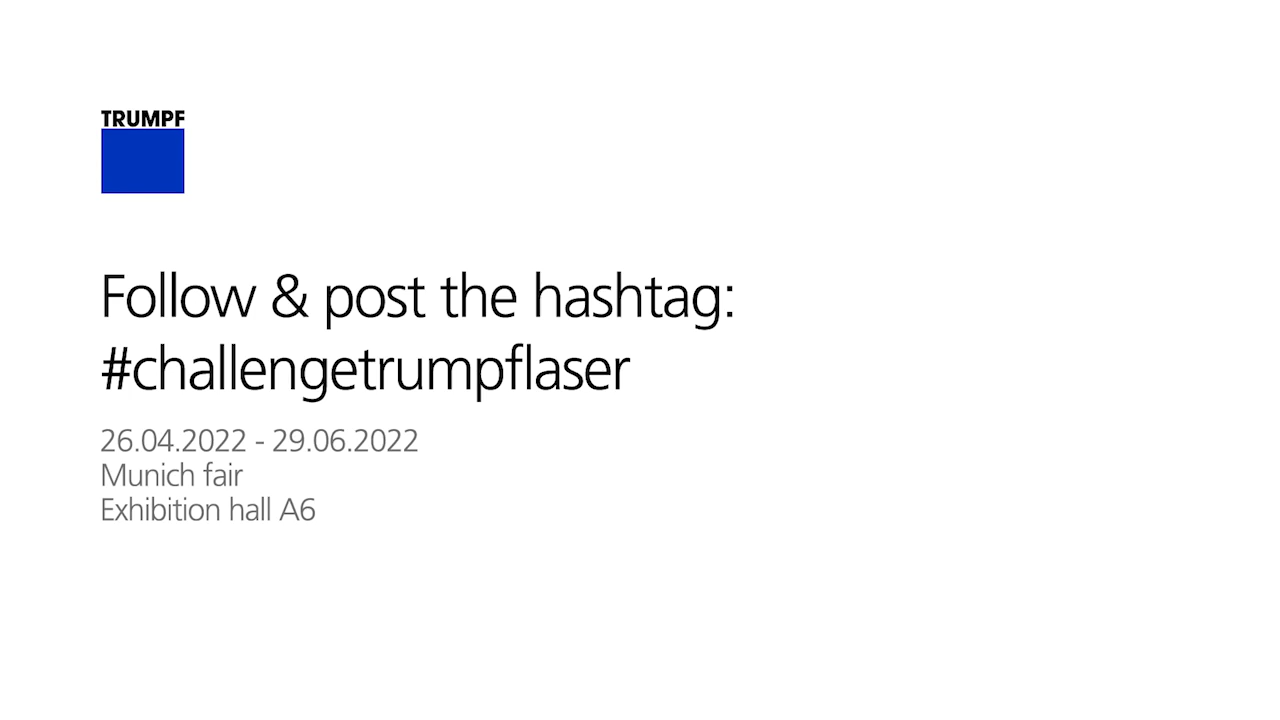 TRUMPF
Follow & post the hashtag:
#challengetrumpflaser
26.04.2022 - 29.06.2022
Munich fair
Exhibition hall A6